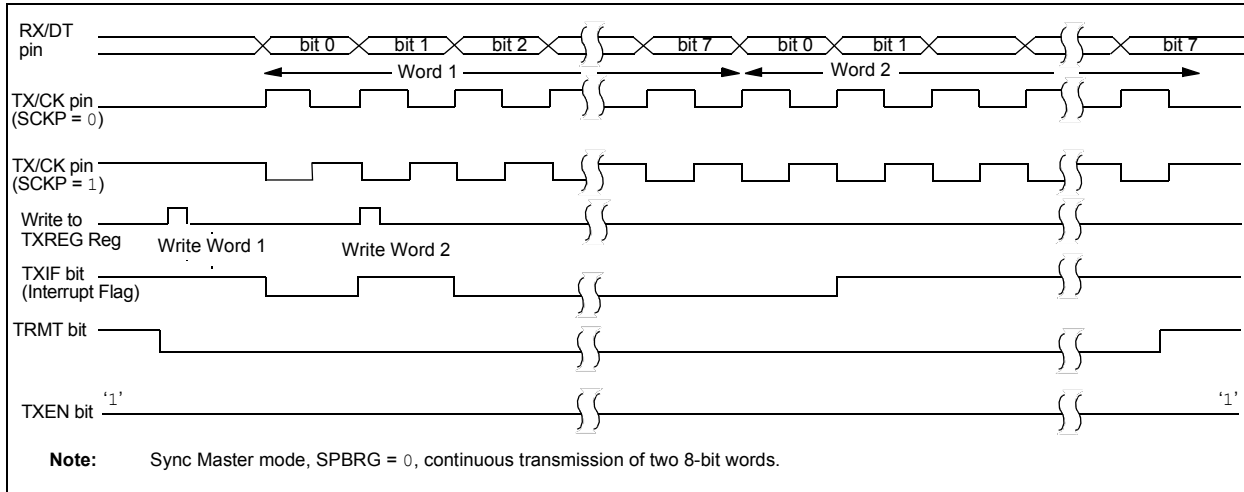 RX/DT
pin
bit 0 bit 1 bit 2 bit 7 bit 0 bit 1 bit 7
Word 1 Word 2
TX/CK pin
(SCKP = 0)
TX/CK pin
(SCKP = 1)
Write to
TXREG Reg
Write Word 1 Write Word 2
TXIF bit
(Interrupt Flag)
TRMT bit
TXEN bit ‘1’ ‘1’
Note: Sync Master mode, SPBRG = 0, continuous transmission of two 8-bit words.